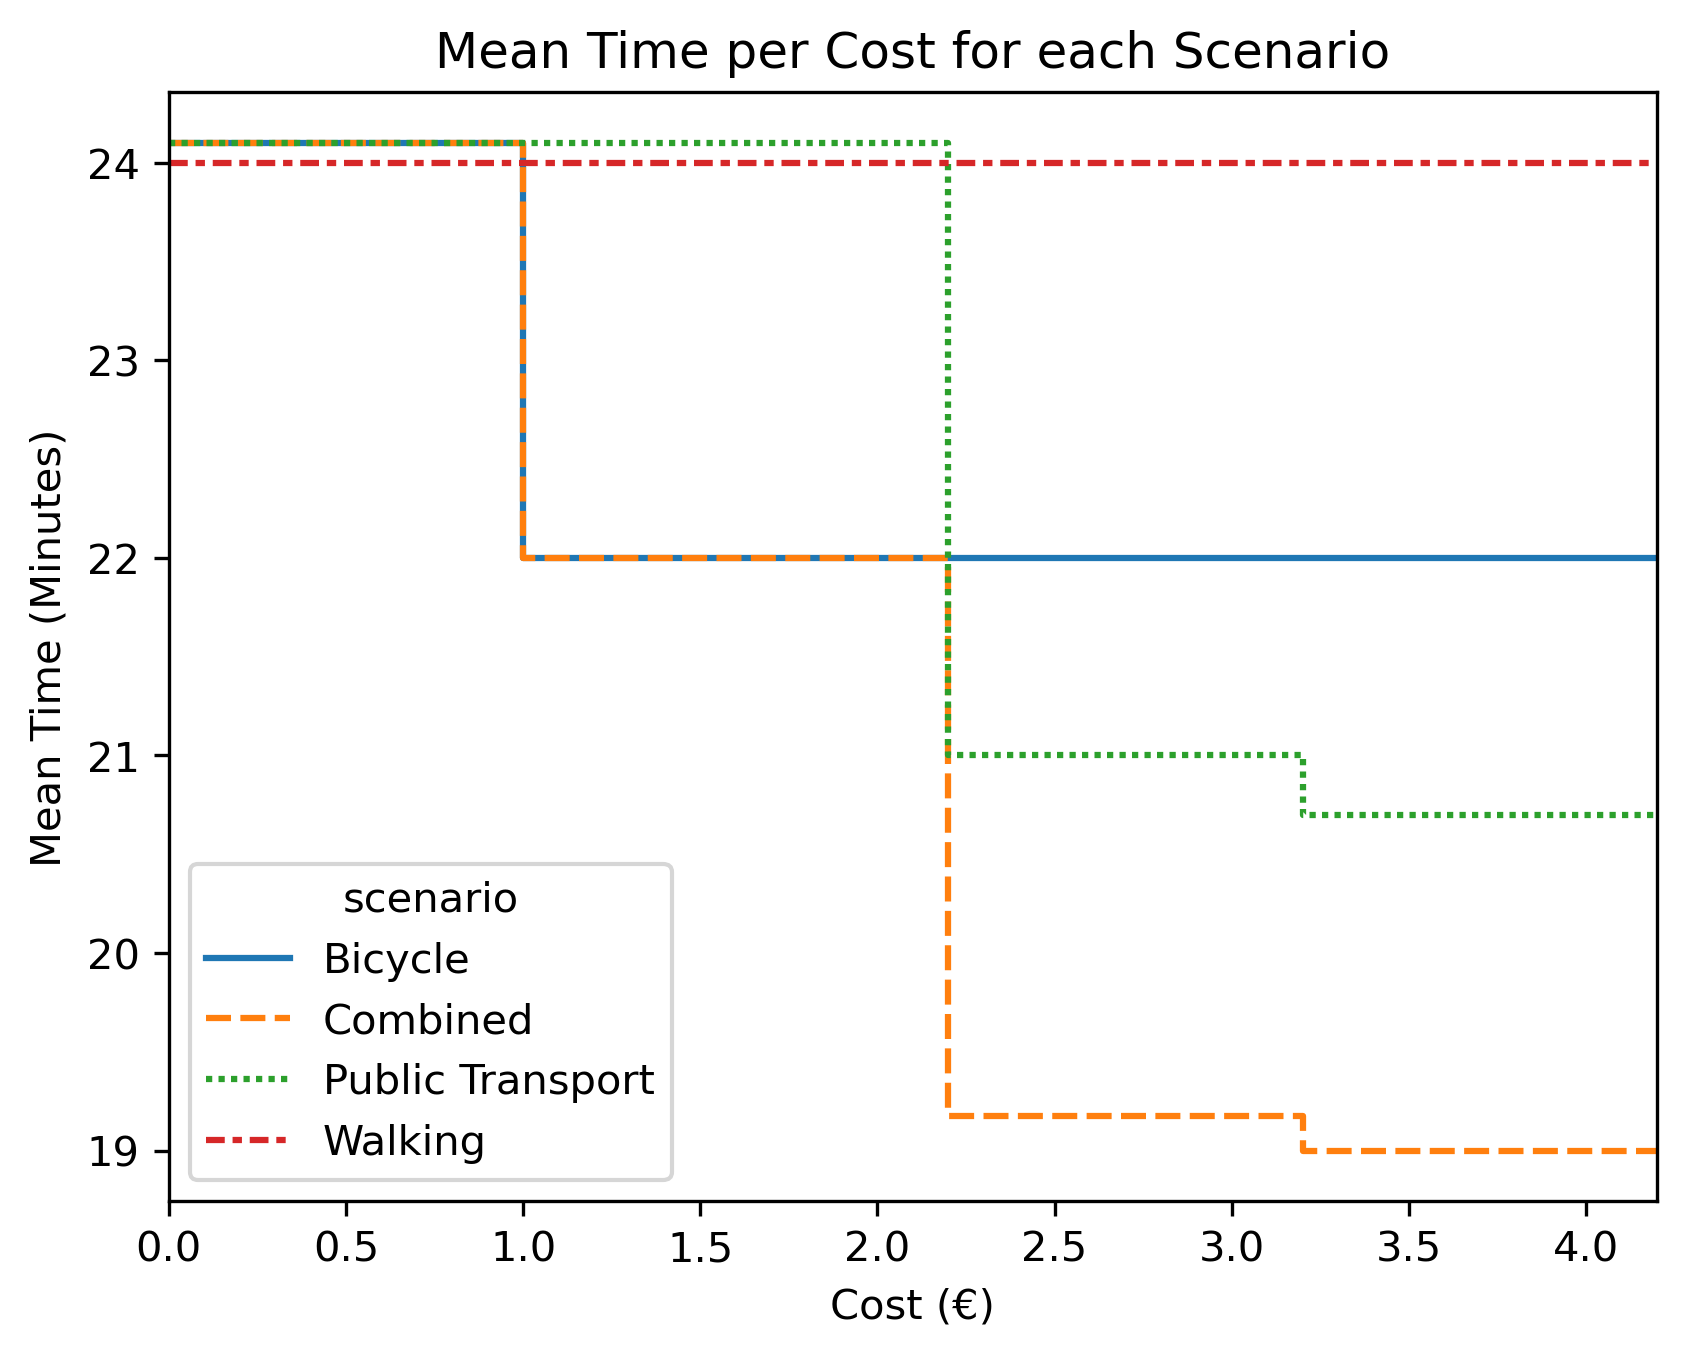 Mean Time per Cost for each Scenario
Mean Time (Minutes)
24
23
22
21
20
19
scenario
Bicycle
Combined
Public Transport
Walking
0.0 0.5 1.0 1.5 2.0 2.5 3.0 3.5 4.0
Cost (€)